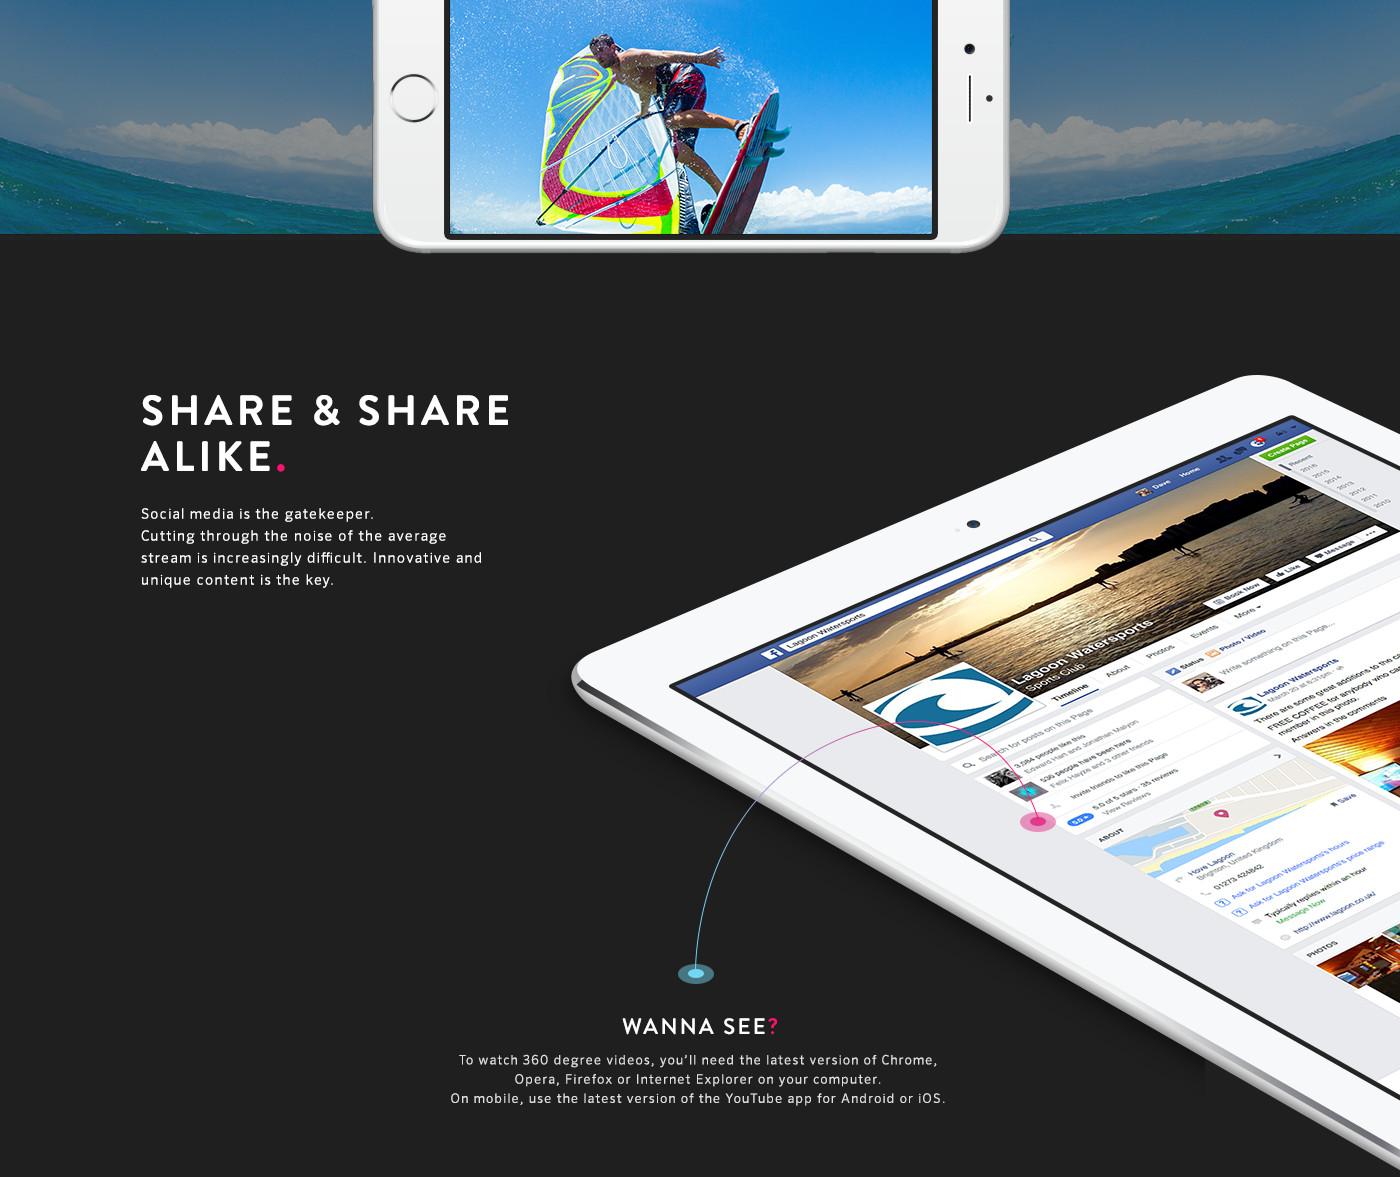 SHARE & SHARE
ALIKE.
Social media is the gatekeeper.
Cutting through the noise of the average
stream is increasingly difficult. Innovative and
unique content is the key.
Lagoon Watersports
Dave
Home
Create Page
Recent
2016
2015
2014
2013
2012
2011
2010
Lagoon Watersports
Sports Club
Book Now
Like
Message
Timeline
About
Photos
Events
More
Search for posts on this Page
3,084 people like this
Edward Hart and Jonathan Malyon
536 people have been here
Felix Hayze and 3 other friends
Invite friends to like this Page
5.0 of 5 stars · 35 reviews
View Reviews
Status
Photo / Video
Write something on this Page...
Lagoon Watersports
March 20 at 6:31pm
There are some great additions to the
FREE COFFEE for anybody who
member in this photo.
Answers in the comments
ABOUT
Save
Hove Lagoon
Brighton, United Kingdom
01273 424842
Ask for Lagoon Watersports's hours
Ask for Lagoon Watersports's price range
Typically replies within an hour
Message Now
http://www.lagoon.co.uk/
PHOTOS
WANNA SEE?
To watch 360 degree videos, you'll need the latest version of Chrome,
Opera, Firefox or Internet Explorer on your computer.
On mobile, use the latest version of the YouTube app for Android or iOS.